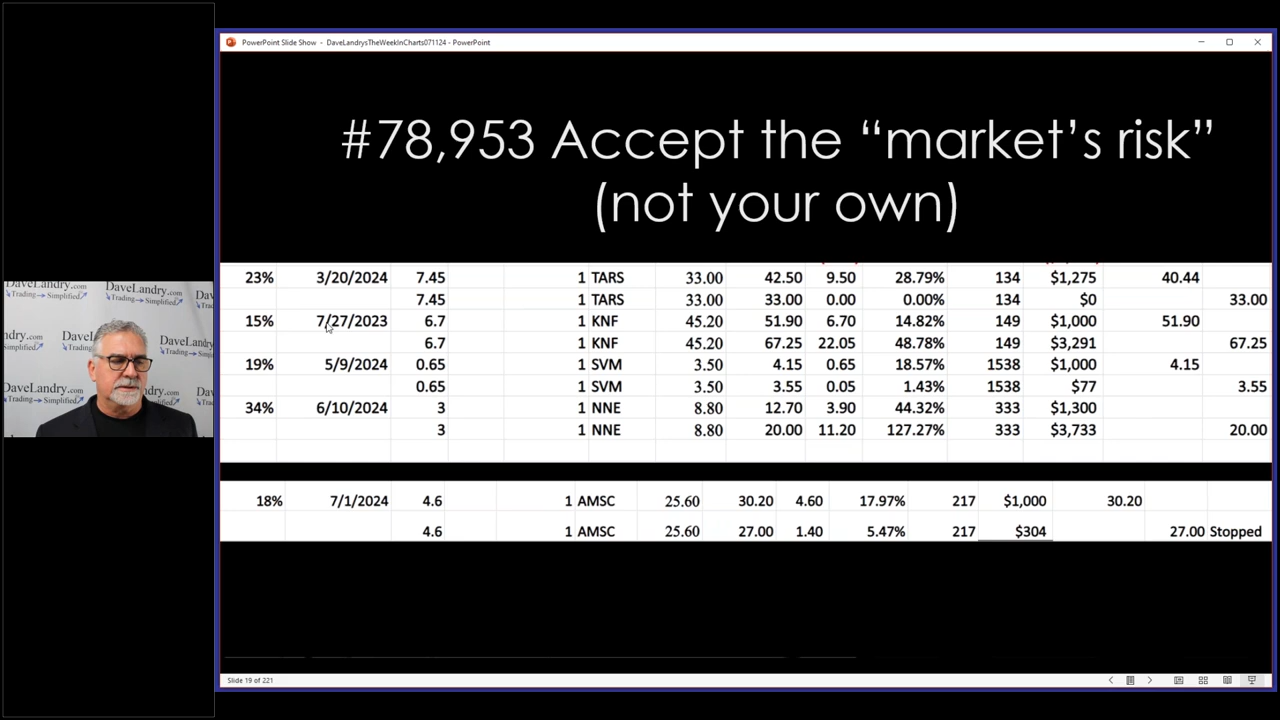 PowerPoint Slide Show - DaveLandrysTheWeekInCharts071124 - PowerPoint
#78,953 Accept the “market’s risk”
(not your own)
23% 3/20/2024 7.45 1 TARS 33.00 42.50 9.50 28.79% 134 $1,275 40.44
7.45 1 TARS 33.00 33.00 0.00 0.00% 134 $0 33.00
15% 7/27/2023 6.7 1 KNF 45.20 51.90 6.70 14.82% 149 $1,000 51.90
6.7 1 KNF 45.20 67.25 22.05 48.78% 149 $3,291 67.25
19% 5/9/2024 0.65 1 SVM 3.50 4.15 0.65 18.57% 1538 $1,000 4.15
0.65 1 SVM 3.50 3.55 0.05 1.43% 1538 $77 3.55
34% 6/10/2024 3 1 NNE 8.80 12.70 3.90 44.32% 333 $1,300
3 1 NNE 8.80 20.00 11.20 127.27% 333 $3,733 20.00
18% 7/1/2024 4.6 1 AMSC 25.60 30.20 4.60 17.97% 217 $1,000 30.20
4.6 1 AMSC 25.60 27.00 1.40 5.47% 217 $304 27.00 Stopped
Slide 19 of 221
DaveLandry.com
Trading Simplified
DaveLandry.com
Trading Simplified
DaveLandry.com